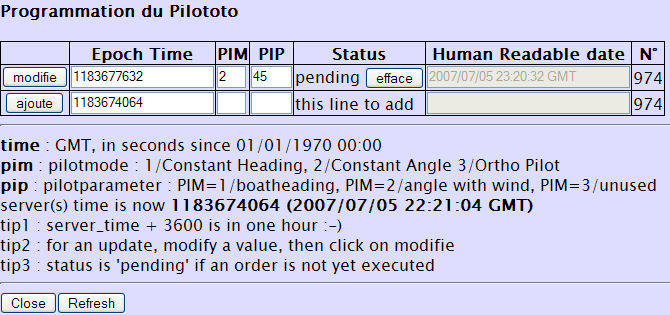 Programmation du Pilototo
Epoch Time PIM PIP Status Human Readable date N°
modifie 1183677632 2 45 pending efface 2007/07/05 23:20:32 GMT 974
ajoute 1183674064 this line to add 974
time : GMT, in seconds since 01/01/1970 00:00
pim : pilotmode : 1/Constant Heading, 2/Constant Angle 3/Ortho Pilot
pip : pilotparameter : PIM=1/boatheading, PIM=2/angle with wind, PIM=3/unused
server(s) time is now 1183674064 (2007/07/05 22:21:04 GMT)
tip1 : server_time + 3600 is in one hour :-)
tip2 : for an update, modify a value, then click on modifie
tip3 : status is 'pending' if an order is not yet executed
Close Refresh